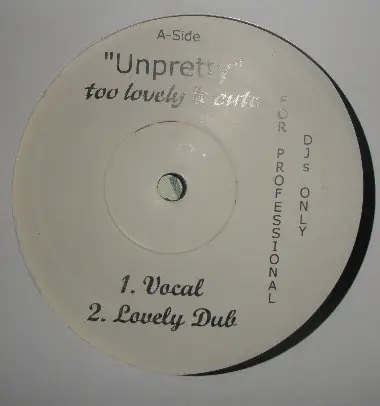 A-Side
"Unpretty"
too lovely & cute
FOR PROFESSIONAL
DJs ONLY
1. Vocal
2. Lovely Dub